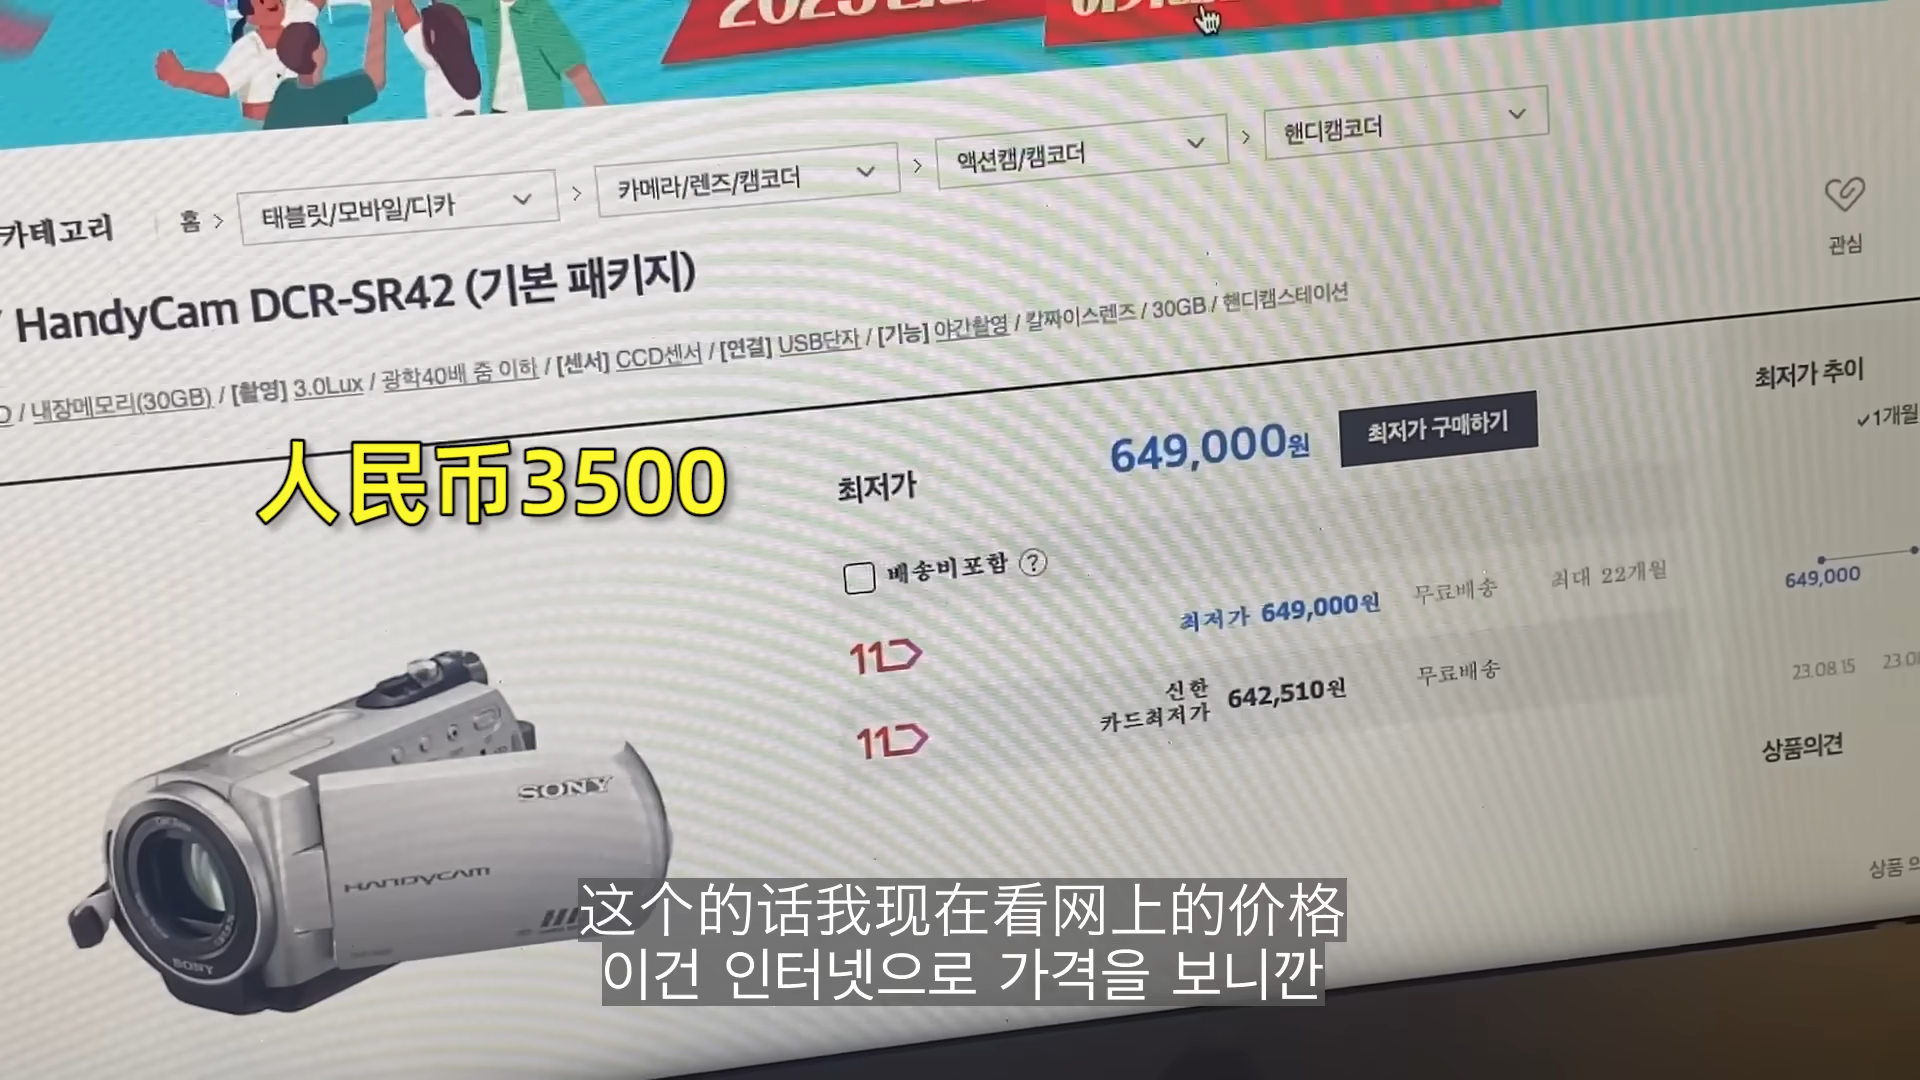 카테고리 홈 > 태블릿/모바일/디카 > 카메라/렌즈/캠코더 > 액션캠/캠코더 > 핸디캠코더
HandyCam DCR-SR42 (기본 패키지)
관심
/ 내장메모리(30GB) / [촬영] 3.0Lux / 광학40배 줌 이하 / [센서] CCD센서 / [연결] USB단자 / [기능] 야간촬영 / 칼짜이스렌즈 / 30GB / 핸디캠스테이션
人民币3500
최저가 649,000원 최저가 구매하기
최저가 추이
✓1개월
배송비포함 ?
11 최저가 649,000원 무료배송 최대 22개월
649,000
11 신한 카드최저가 642,510원 무료배송
23.08.15
상품의견
상품
SONY
HANDYCAM
SONY
这个的话我现在看网上的价格
이건 인터넷으로 가격을 보니깐